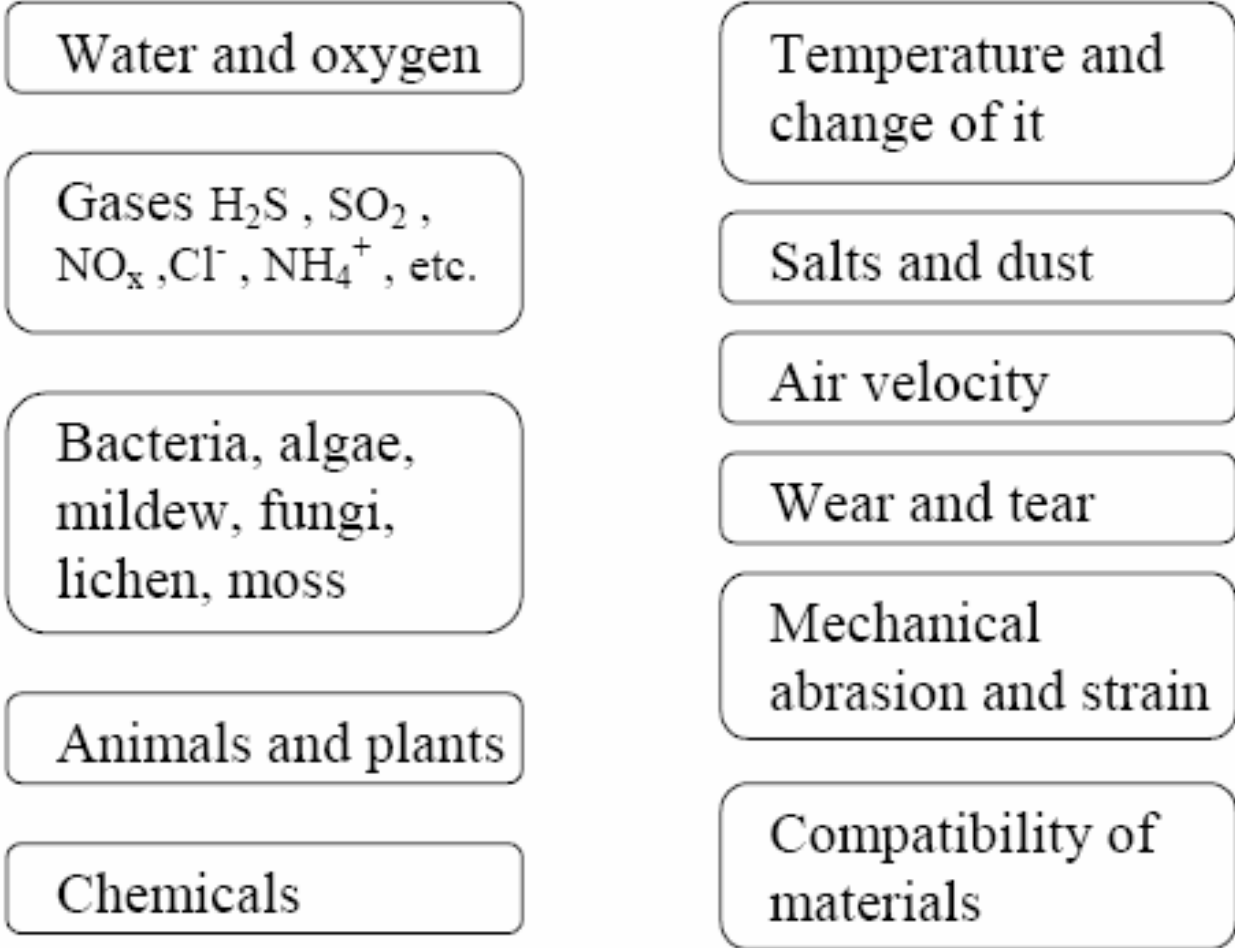 Water and oxygen
Gases H₂S , SO₂ ,
NOₓ ,Cl⁻ , NH₄⁺ , etc.
Bacteria, algae,
mildew, fungi,
lichen, moss
Animals and plants
Chemicals
Temperature and
change of it
Salts and dust
Air velocity
Wear and tear
Mechanical
abrasion and strain
Compatibility of
materials